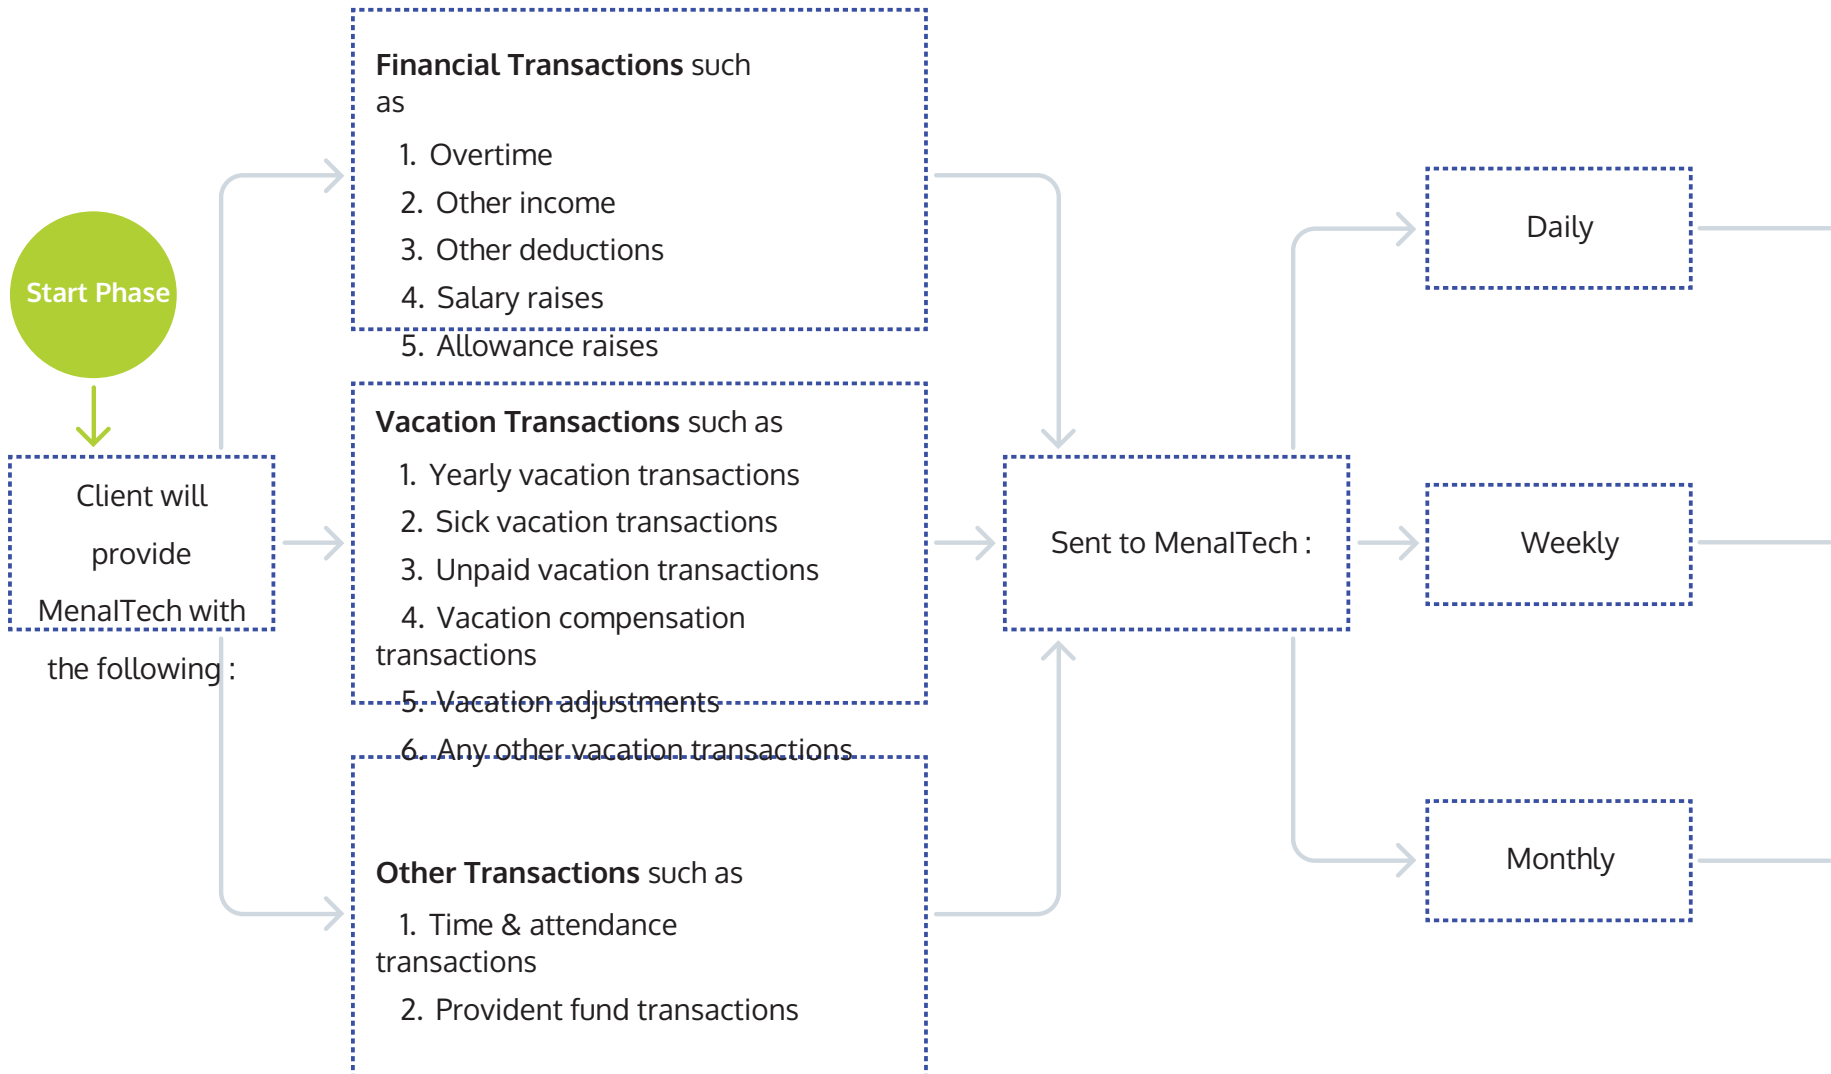 Start Phase
Client will
provide
MenaITech with
the following :
Financial Transactions such
as
1. Overtime
2. Other income
3. Other deductions
4. Salary raises
5. Allowance raises
Vacation Transactions such as
1. Yearly vacation transactions
2. Sick vacation transactions
3. Unpaid vacation transactions
4. Vacation compensation
transactions
5. Vacation adjustments
6. Any other vacation transactions
Other Transactions such as
1. Time & attendance
transactions
2. Provident fund transactions
Sent to MenaITech :
Daily
Weekly
Monthly